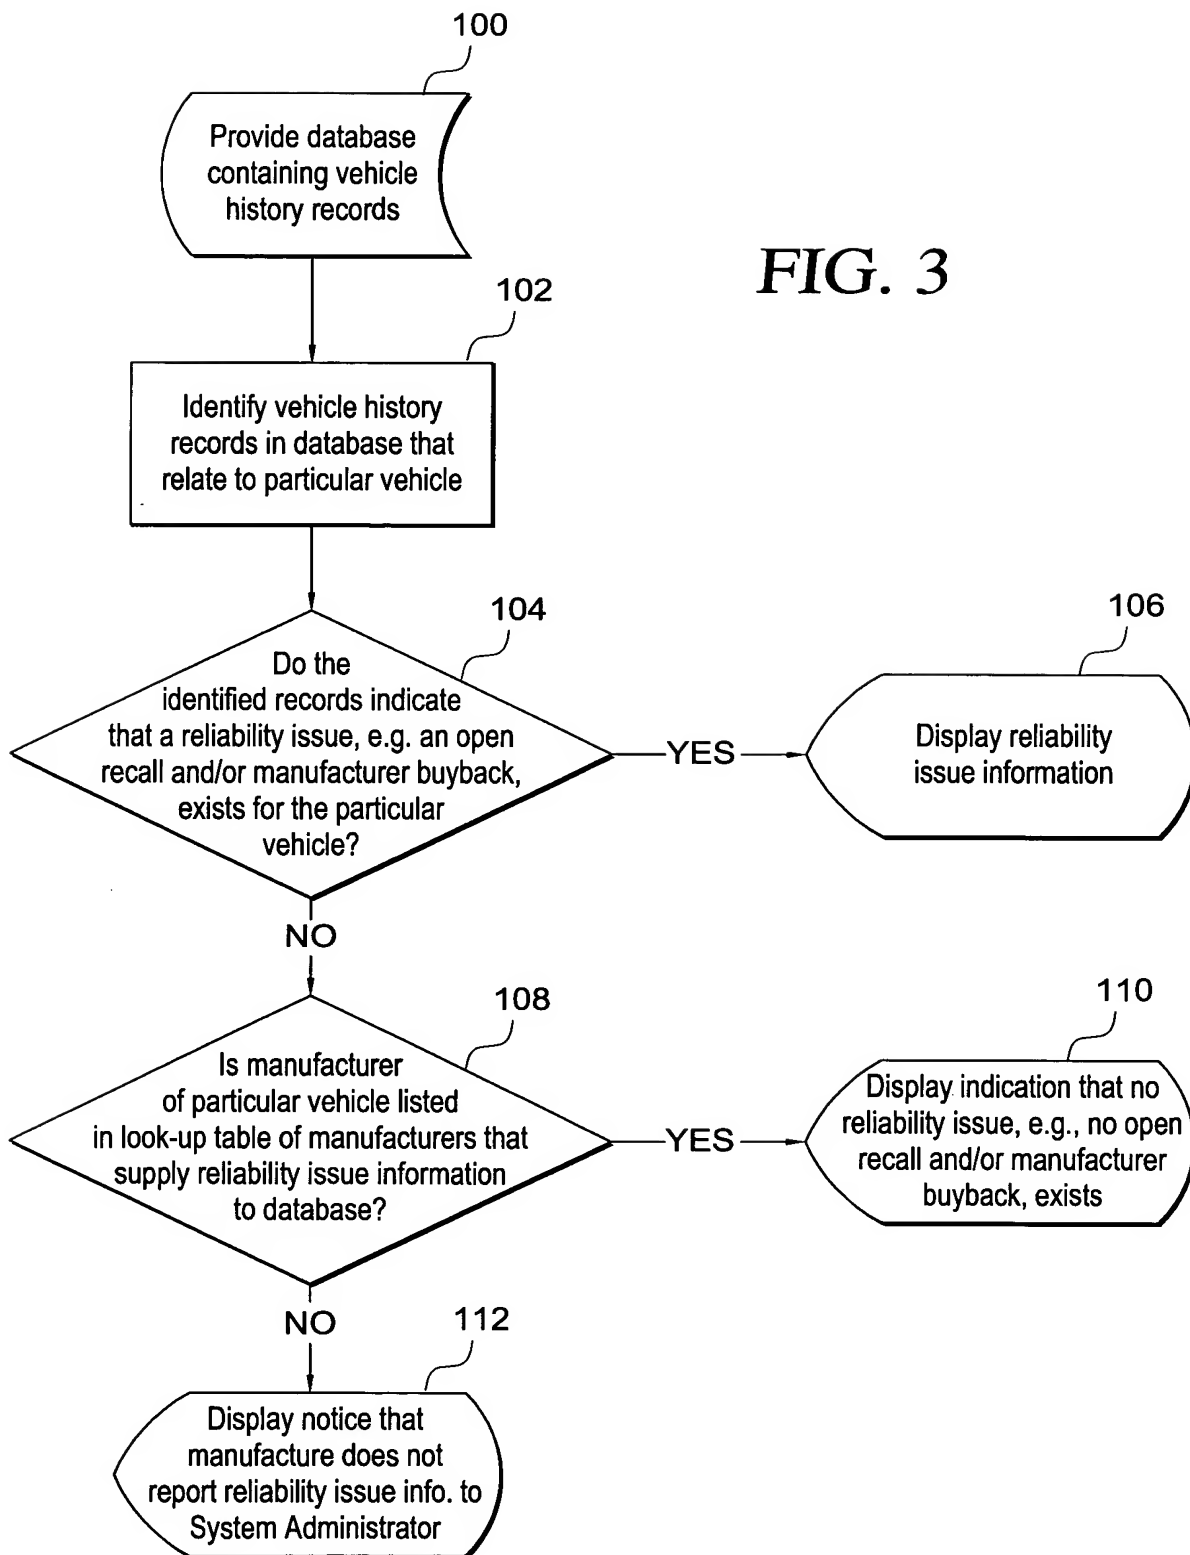 100
Provide database
containing vehicle
history records
FIG. 3
102
Identify vehicle history
records in database that
relate to particular vehicle
104
Do the
identified records indicate
that a reliability issue, e.g. an open
recall and/or manufacturer buyback,
exists for the particular
vehicle?
YES
106
Display reliability
issue information
NO
108
Is manufacturer
of particular vehicle listed
in look-up table of manufacturers that
supply reliability issue information
to database?
YES
110
Display indication that no
reliability issue, e.g., no open
recall and/or manufacturer
buyback, exists
NO
112
Display notice that
manufacture does not
report reliability issue info. to
System Administrator